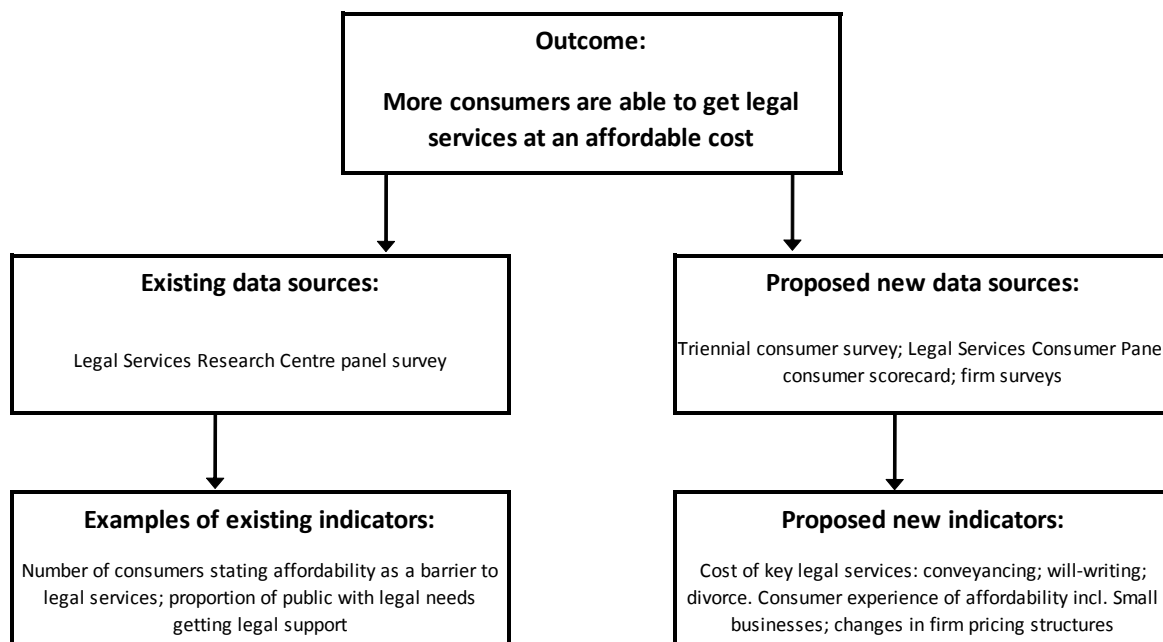 Outcome:
More consumers are able to get legal
services at an affordable cost
Existing data sources:
Legal Services Research Centre panel survey
Proposed new data sources:
Triennial consumer survey; Legal Services Consumer Pane
consumer scorecard; firm surveys
Examples of existing indicators:
Number of consumers stating affordability as a barrier to
legal services; proportion of public with legal needs
getting legal support
Proposed new indicators:
Cost of key legal services: conveyancing; will-writing;
divorce. Consumer experience of affordability incl. Small
businesses; changes in firm pricing structures